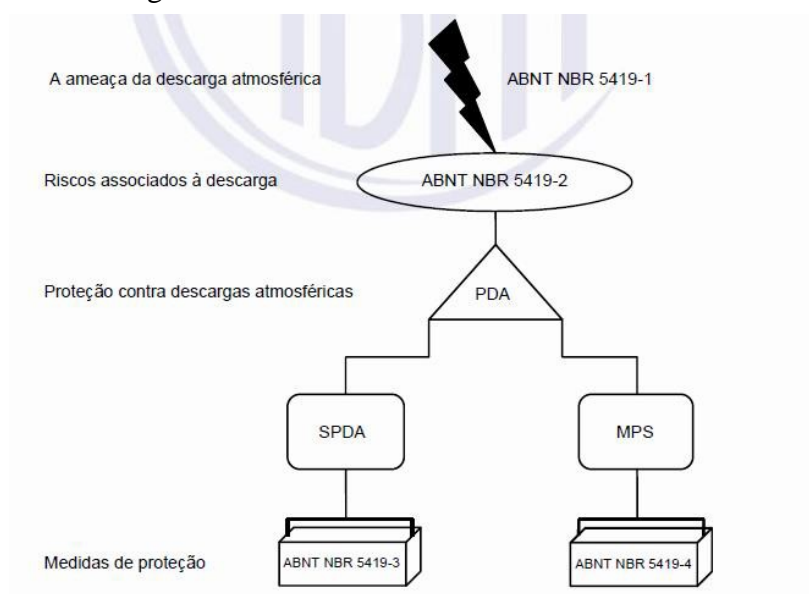 A ameaça da descarga atmosférica ABNT NBR 5419-1
Riscos associados à descarga ABNT NBR 5419-2
Proteção contra descargas atmosféricas PDA
SPDA MPS
Medidas de proteção ABNT NBR 5419-3 ABNT NBR 5419-4